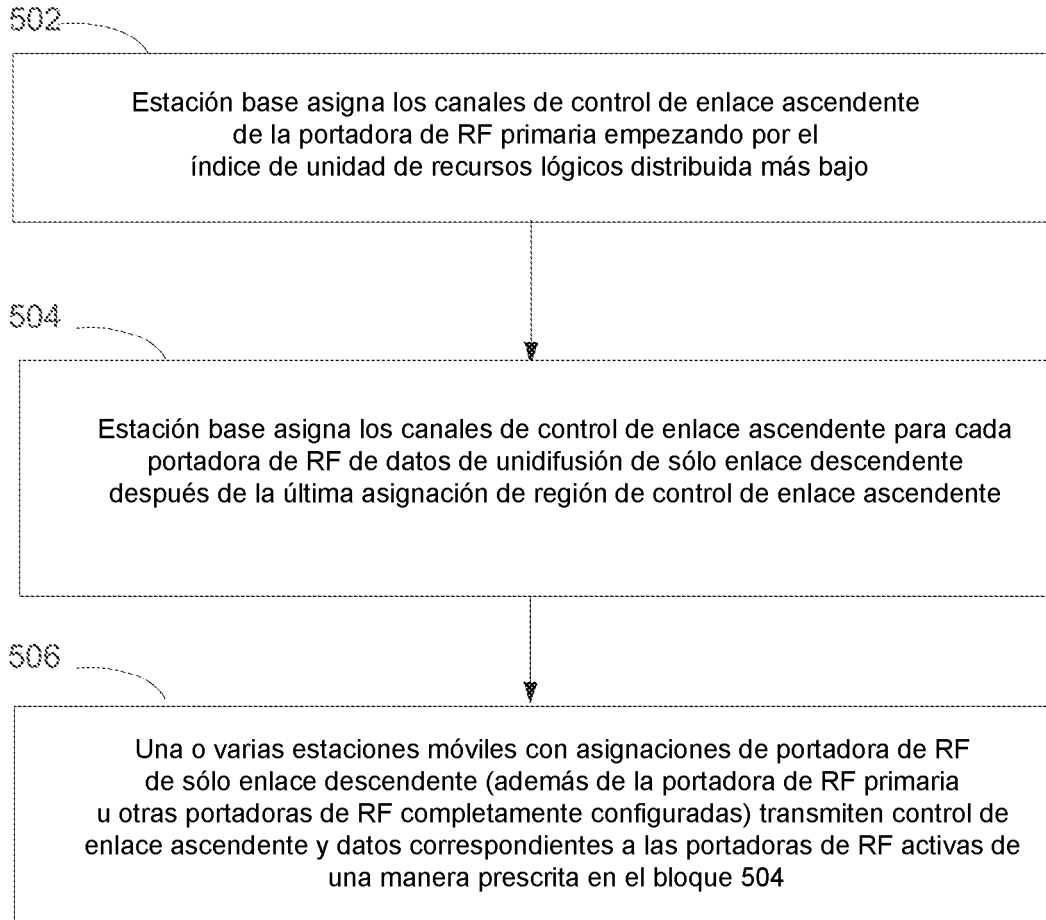 502
Estación base asigna los canales de control de enlace ascendente
de la portadora de RF primaria empezando por el
índice de unidad de recursos lógicos distribuida más bajo
504
Estación base asigna los canales de control de enlace ascendente para cada
portadora de RF de datos de unidifusión de sólo enlace descendente
después de la última asignación de región de control de enlace ascendente
506
Una o varias estaciones móviles con asignaciones de portadora de RF
de sólo enlace descendente (además de la portadora de RF primaria
u otras portadoras de RF completamente configuradas) transmiten control de
enlace ascendente y datos correspondientes a las portadoras de RF activas de
una manera prescrita en el bloque 504